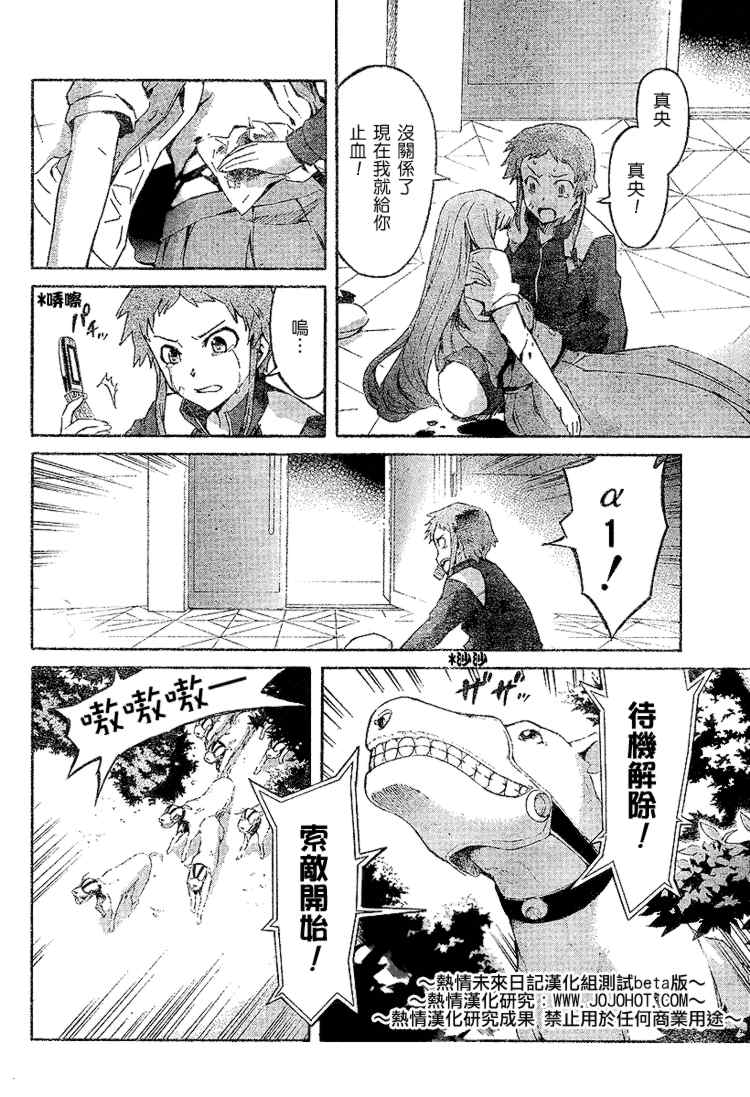 真央
真央！
沒關係了
現在我就給你
止血！
嗚…
*嘵嚓
パチッ
α1！
*沙沙
ザザッ
待機解除！
索敵開始！
嗷嗷嗷—
～熱情未來日記漢化組測試beta版～
～熱情漢化研究：WWW.JOJOHOT.COM～
～熱情漢化研究成果 禁止用於任何商業用途～